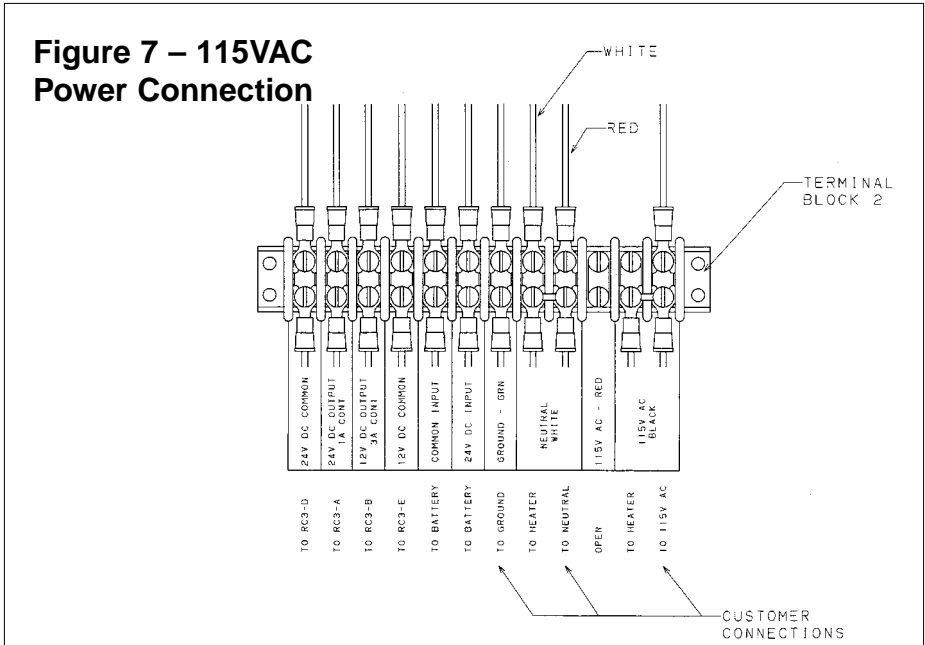 Figure 7 – 115VAC
Power Connection
WHITE
RED
TERMINAL
BLOCK 2
24V DC COMMON
24V DC OUTPUT
1A CONT
12V DC OUTPUT
3A CONT
12V DC COMMON
COMMON INPUT
24V DC INPUT
GROUND - GRN
NEUTRAL
WHITE
115V AC - RED
115V AC
BLACK
TO RC3-D
TO RC3-A
TO RC3-B
TO RC3-E
TO BATTERY
TO BATTERY
TO GROUND
TO HEATER
TO NEUTRAL
OPEN
TO HEATER
TO 115V AC
CUSTOMER
CONNECTIONS